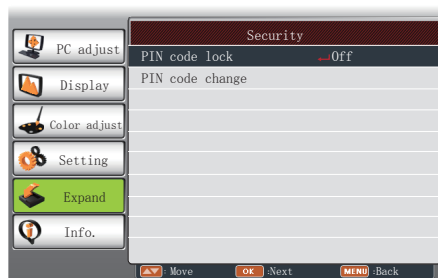 PC adjust
Display
Color adjust
Setting
Expand
Info.
Security
PIN code lock Off
PIN code change
: Move OK :Next MENU :Back